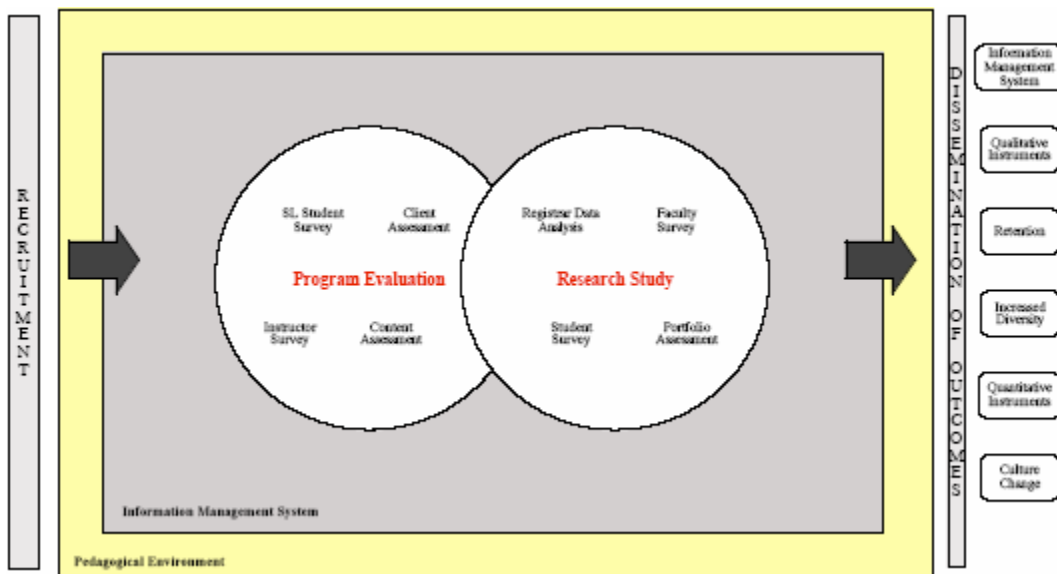 RECRUITMENT
SL Student
Survey
Client
Assessment
Program Evaluation
Instructor
Survey
Content
Assessment
Registrar Data
Analysis
Faculty
Survey
Research Study
Student
Survey
Portfolio
Assessment
Information Management System
Pedagogical Environment
DISSEMINATION OF OUTCOMES
Information
Management
System
Qualitative
Instruments
Retention
Increased
Diversity
Quantitative
Instruments
Culture
Change